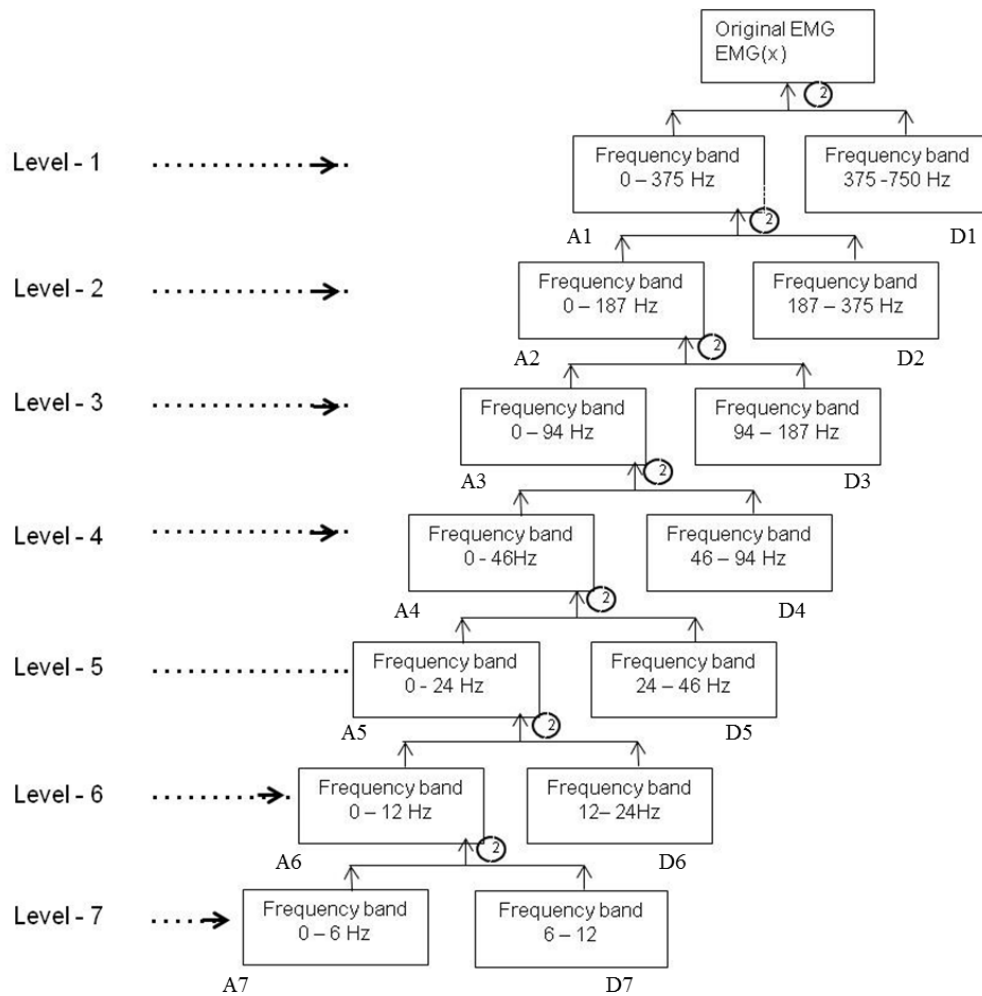 Original EMG
EMG(x)
2
Level - 1
Frequency band
0 – 375 Hz
Frequency band
375 -750 Hz
2
A1
D1
Level - 2
Frequency band
0 – 187 Hz
Frequency band
187 – 375 Hz
2
A2
D2
Level - 3
Frequency band
0 – 94 Hz
Frequency band
94 – 187 Hz
2
A3
D3
Level - 4
Frequency band
0 - 46Hz
Frequency band
46 – 94 Hz
2
A4
D4
Level - 5
Frequency band
0 - 24 Hz
Frequency band
24 – 46 Hz
2
A5
D5
Level - 6
Frequency band
0 – 12 Hz
Frequency band
12– 24Hz
2
A6
D6
Level - 7
Frequency band
0 – 6 Hz
Frequency band
6 – 12
A7
D7